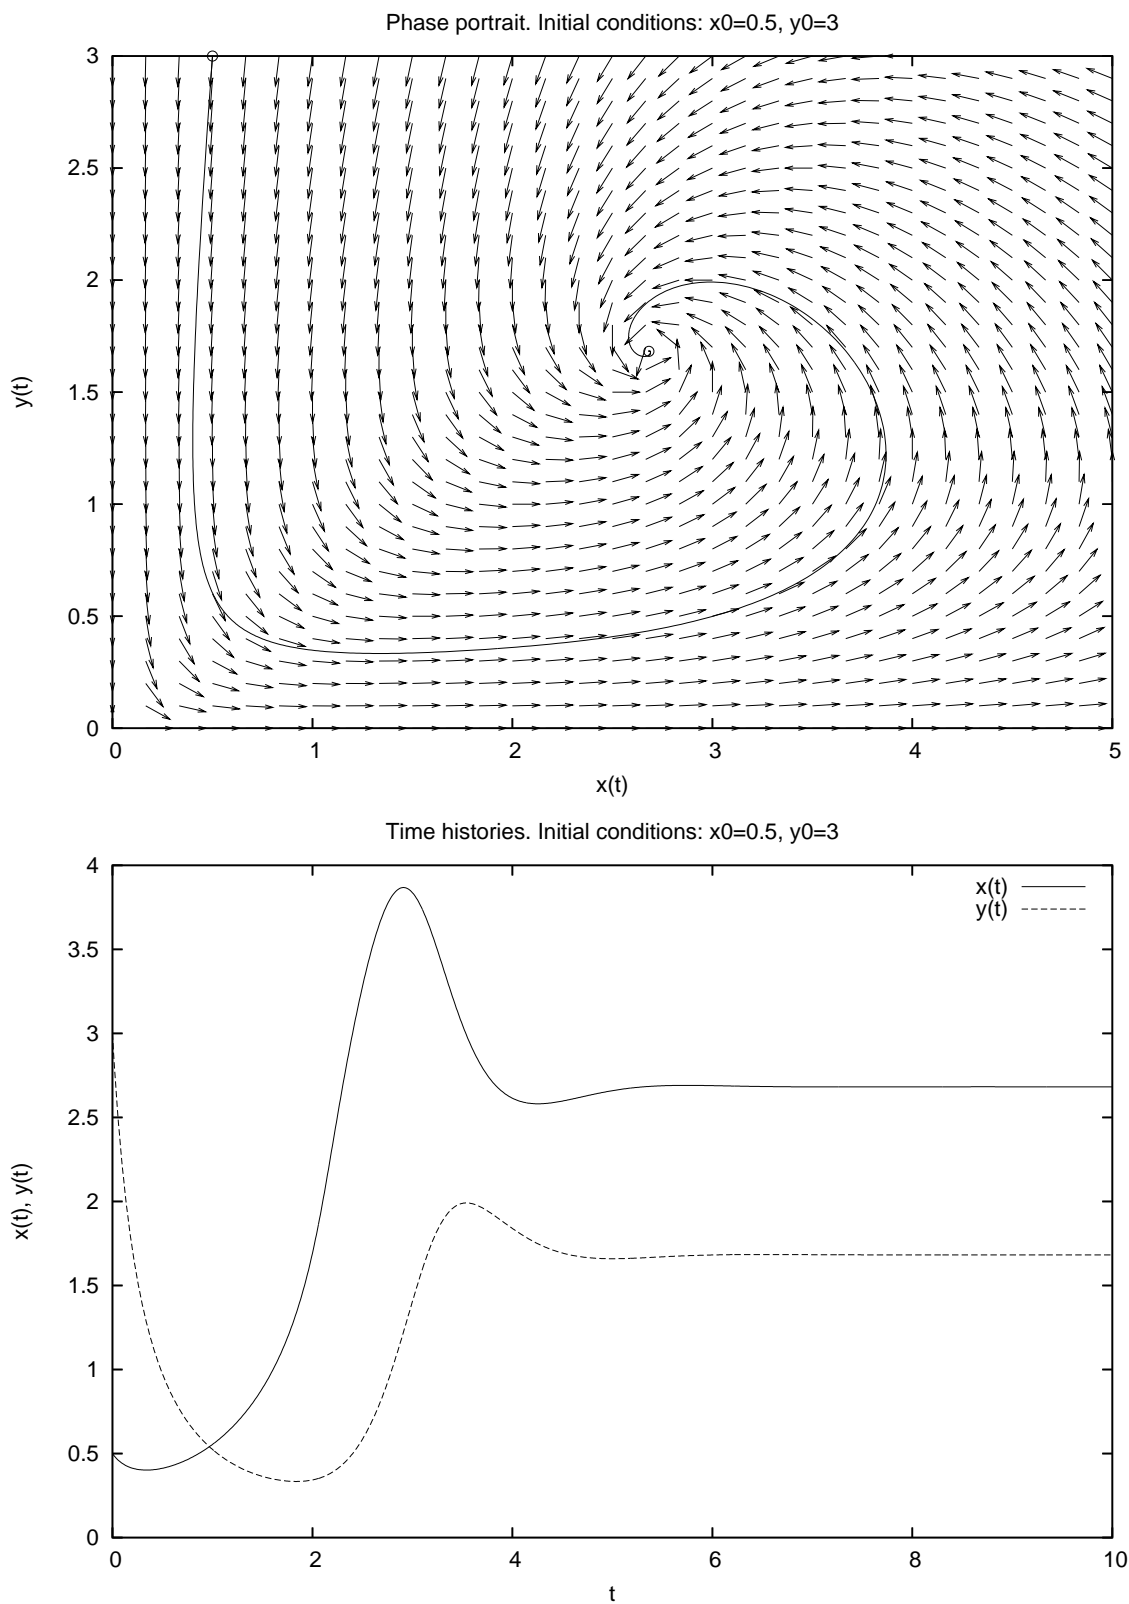 Phase portrait. Initial conditions: x0=0.5, y0=3
3
2.5
2
1.5
1
0.5
0
y(t)
0 1 2 3 4 5
x(t)
Time histories. Initial conditions: x0=0.5, y0=3
4
3.5
3
2.5
2
1.5
1
0.5
0
x(t), y(t)
x(t)
y(t)
0 2 4 6 8 10
t